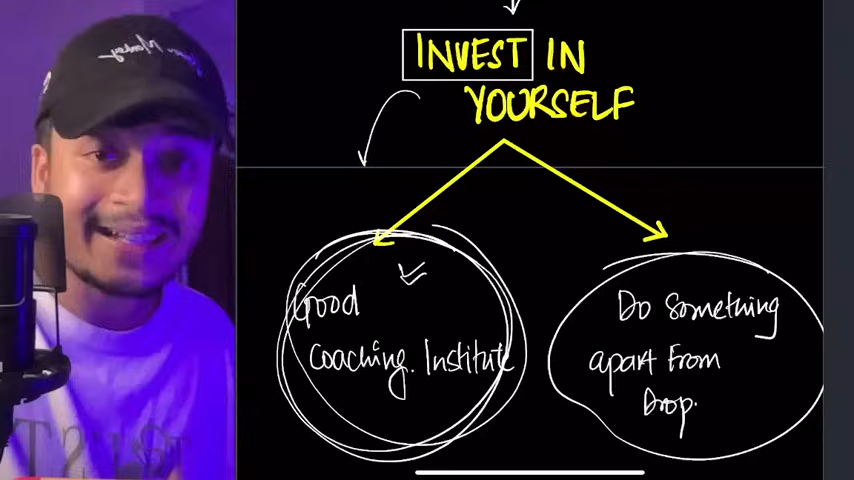 INVEST IN
YOURSELF
Good
Coaching. Institute
Do Something
apart From
Drop.